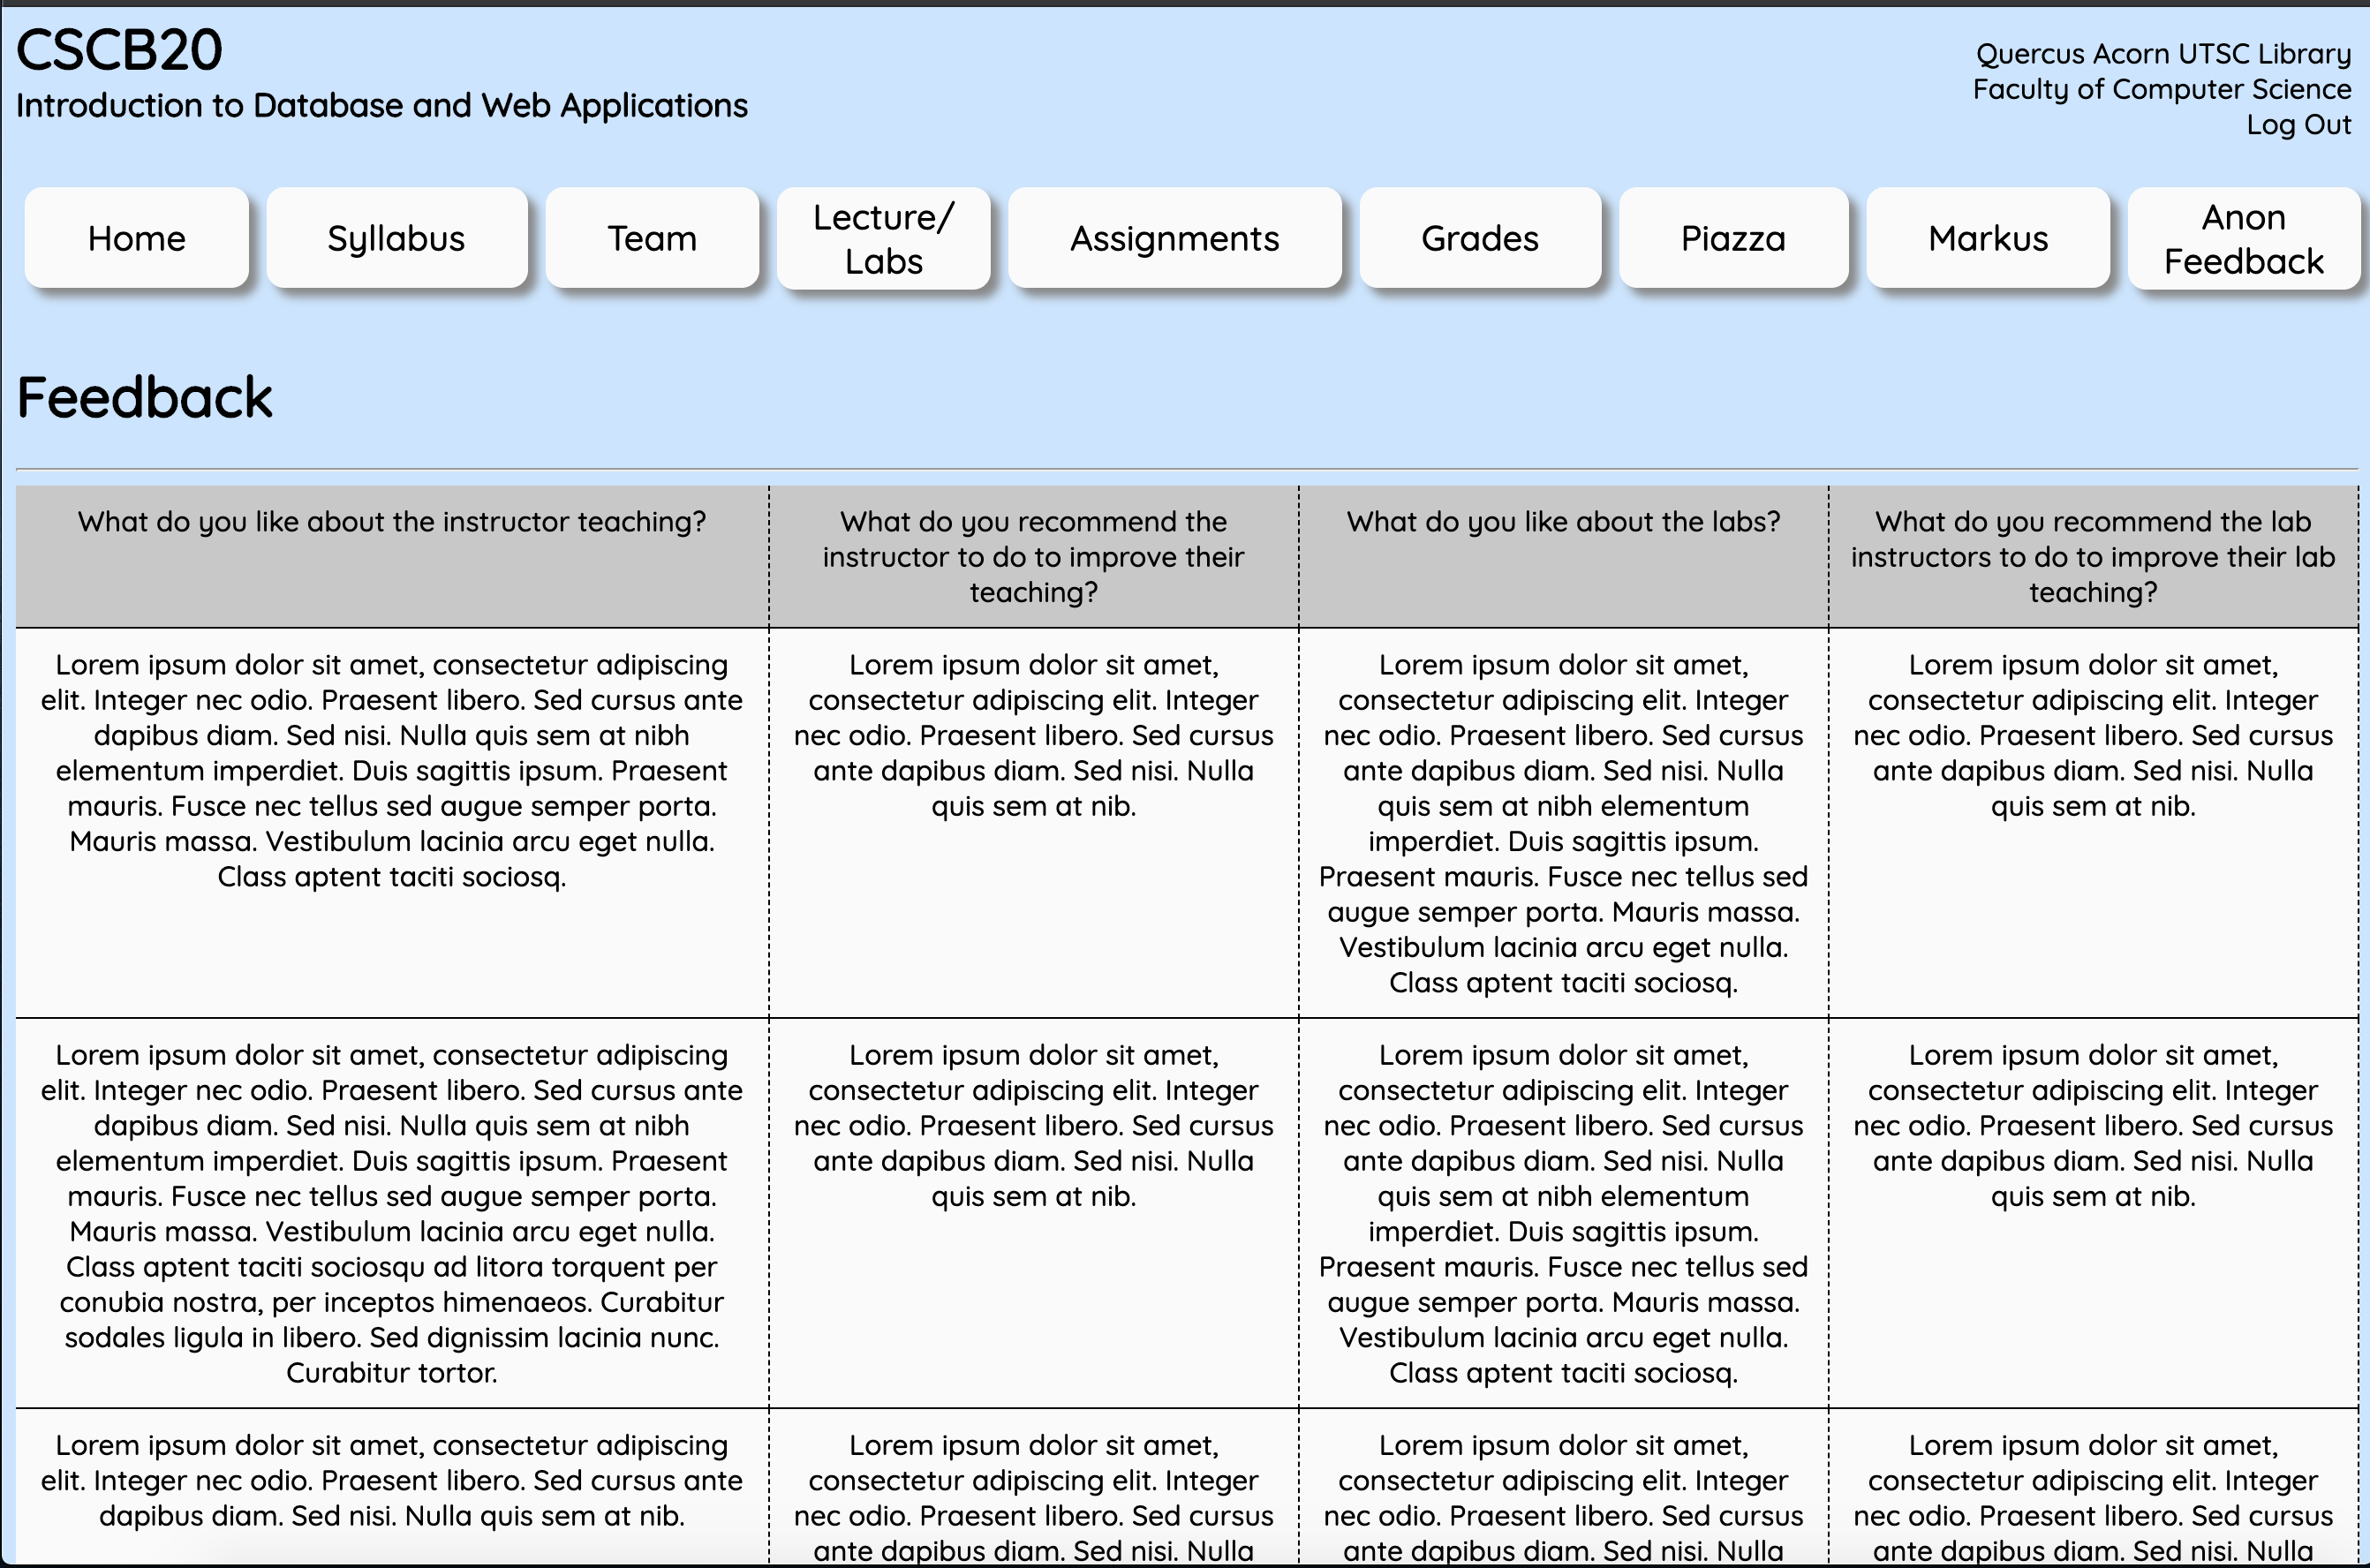 CSCB20
Introduction to Database and Web Applications
Quercus Acorn UTSC Library
Faculty of Computer Science
Log Out
Home
Syllabus
Team
Lecture/
Labs
Assignments
Grades
Piazza
Markus
Anon
Feedback
Feedback
What do you like about the instructor teaching?
What do you recommend the
instructor to do to improve their
teaching?
What do you like about the labs?
What do you recommend the lab
instructors to do to improve their lab
teaching?
Lorem ipsum dolor sit amet, consectetur adipiscing
elit. Integer nec odio. Praesent libero. Sed cursus ante
dapibus diam. Sed nisi. Nulla quis sem at nibh
elementum imperdiet. Duis sagittis ipsum. Praesent
mauris. Fusce nec tellus sed augue semper porta.
Mauris massa. Vestibulum lacinia arcu eget nulla.
Class aptent taciti sociosq.
Lorem ipsum dolor sit amet,
consectetur adipiscing elit. Integer
nec odio. Praesent libero. Sed cursus
ante dapibus diam. Sed nisi. Nulla
quis sem at nib.
Lorem ipsum dolor sit amet,
consectetur adipiscing elit. Integer
nec odio. Praesent libero. Sed cursus
ante dapibus diam. Sed nisi. Nulla
quis sem at nibh elementum
imperdiet. Duis sagittis ipsum.
Praesent mauris. Fusce nec tellus sed
augue semper porta. Mauris massa.
Vestibulum lacinia arcu eget nulla.
Class aptent taciti sociosq.
Lorem ipsum dolor sit amet,
consectetur adipiscing elit. Integer
nec odio. Praesent libero. Sed cursus
ante dapibus diam. Sed nisi. Nulla
quis sem at nib.
Lorem ipsum dolor sit amet, consectetur adipiscing
elit. Integer nec odio. Praesent libero. Sed cursus ante
dapibus diam. Sed nisi. Nulla quis sem at nibh
elementum imperdiet. Duis sagittis ipsum. Praesent
mauris. Fusce nec tellus sed augue semper porta.
Mauris massa. Vestibulum lacinia arcu eget nulla.
Class aptent taciti sociosqu ad litora torquent per
conubia nostra, per inceptos himenaeos. Curabitur
sodales ligula in libero. Sed dignissim lacinia nunc.
Curabitur tortor.
Lorem ipsum dolor sit amet,
consectetur adipiscing elit. Integer
nec odio. Praesent libero. Sed cursus
ante dapibus diam. Sed nisi. Nulla
quis sem at nib.
Lorem ipsum dolor sit amet,
consectetur adipiscing elit. Integer
nec odio. Praesent libero. Sed cursus
ante dapibus diam. Sed nisi. Nulla
quis sem at nibh elementum
imperdiet. Duis sagittis ipsum.
Praesent mauris. Fusce nec tellus sed
augue semper porta. Mauris massa.
Vestibulum lacinia arcu eget nulla.
Class aptent taciti sociosq.
Lorem ipsum dolor sit amet,
consectetur adipiscing elit. Integer
nec odio. Praesent libero. Sed cursus
ante dapibus diam. Sed nisi. Nulla
quis sem at nib.
Lorem ipsum dolor sit amet, consectetur adipiscing
elit. Integer nec odio. Praesent libero. Sed cursus ante
dapibus diam. Sed nisi. Nulla quis sem at nib.
Lorem ipsum dolor sit amet,
consectetur adipiscing elit. Integer
nec odio. Praesent libero. Sed cursus
ante dapibus diam. Sed nisi. Nulla
Lorem ipsum dolor sit amet,
consectetur adipiscing elit. Integer
nec odio. Praesent libero. Sed cursus
ante dapibus diam. Sed nisi. Nulla
Lorem ipsum dolor sit amet,
consectetur adipiscing elit. Integer
nec odio. Praesent libero. Sed cursus
ante dapibus diam. Sed nisi. Nulla